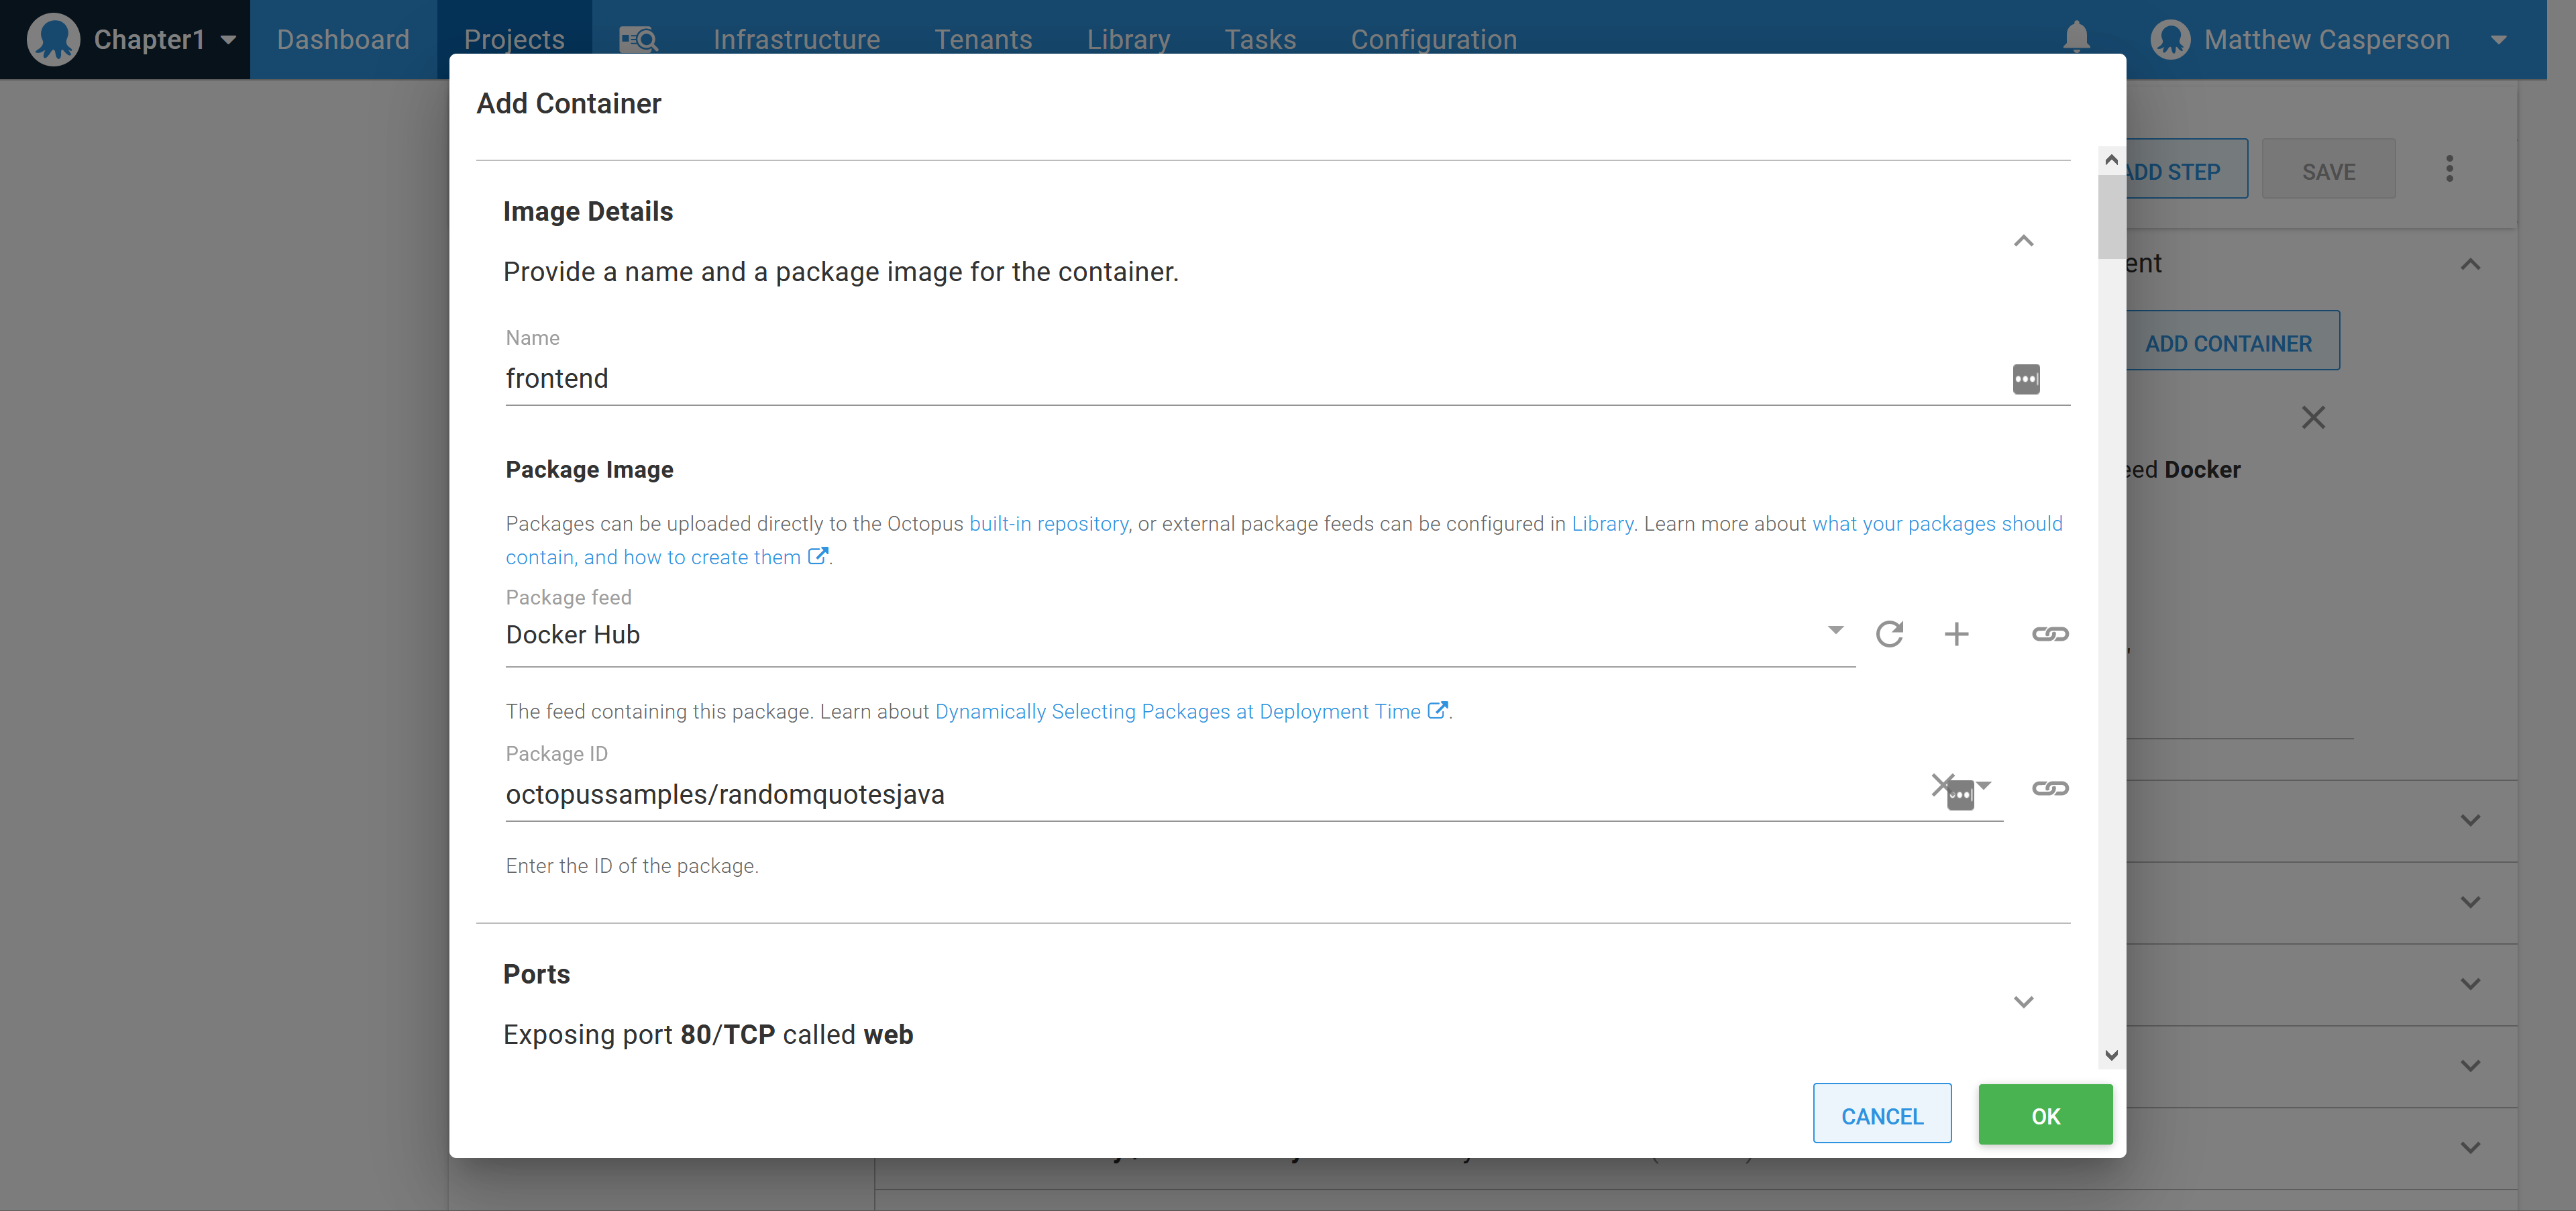 Chapter1 Dashboard Projects Infrastructure Tenants Library Tasks Configuration Matthew Casperson
Add Container
ADD STEP SAVE
Image Details
Provide a name and a package image for the container.
ent
Name
ADD CONTAINER
frontend
Package Image
eed Docker
Packages can be uploaded directly to the Octopus built-in repository, or external package feeds can be configured in Library. Learn more about what your packages should
contain, and how to create them.
Package feed
Docker Hub
The feed containing this package. Learn about Dynamically Selecting Packages at Deployment Time.
Package ID
octopussamples/randomquotesjava
Enter the ID of the package.
Ports
Exposing port 80/TCP called web
CANCEL OK